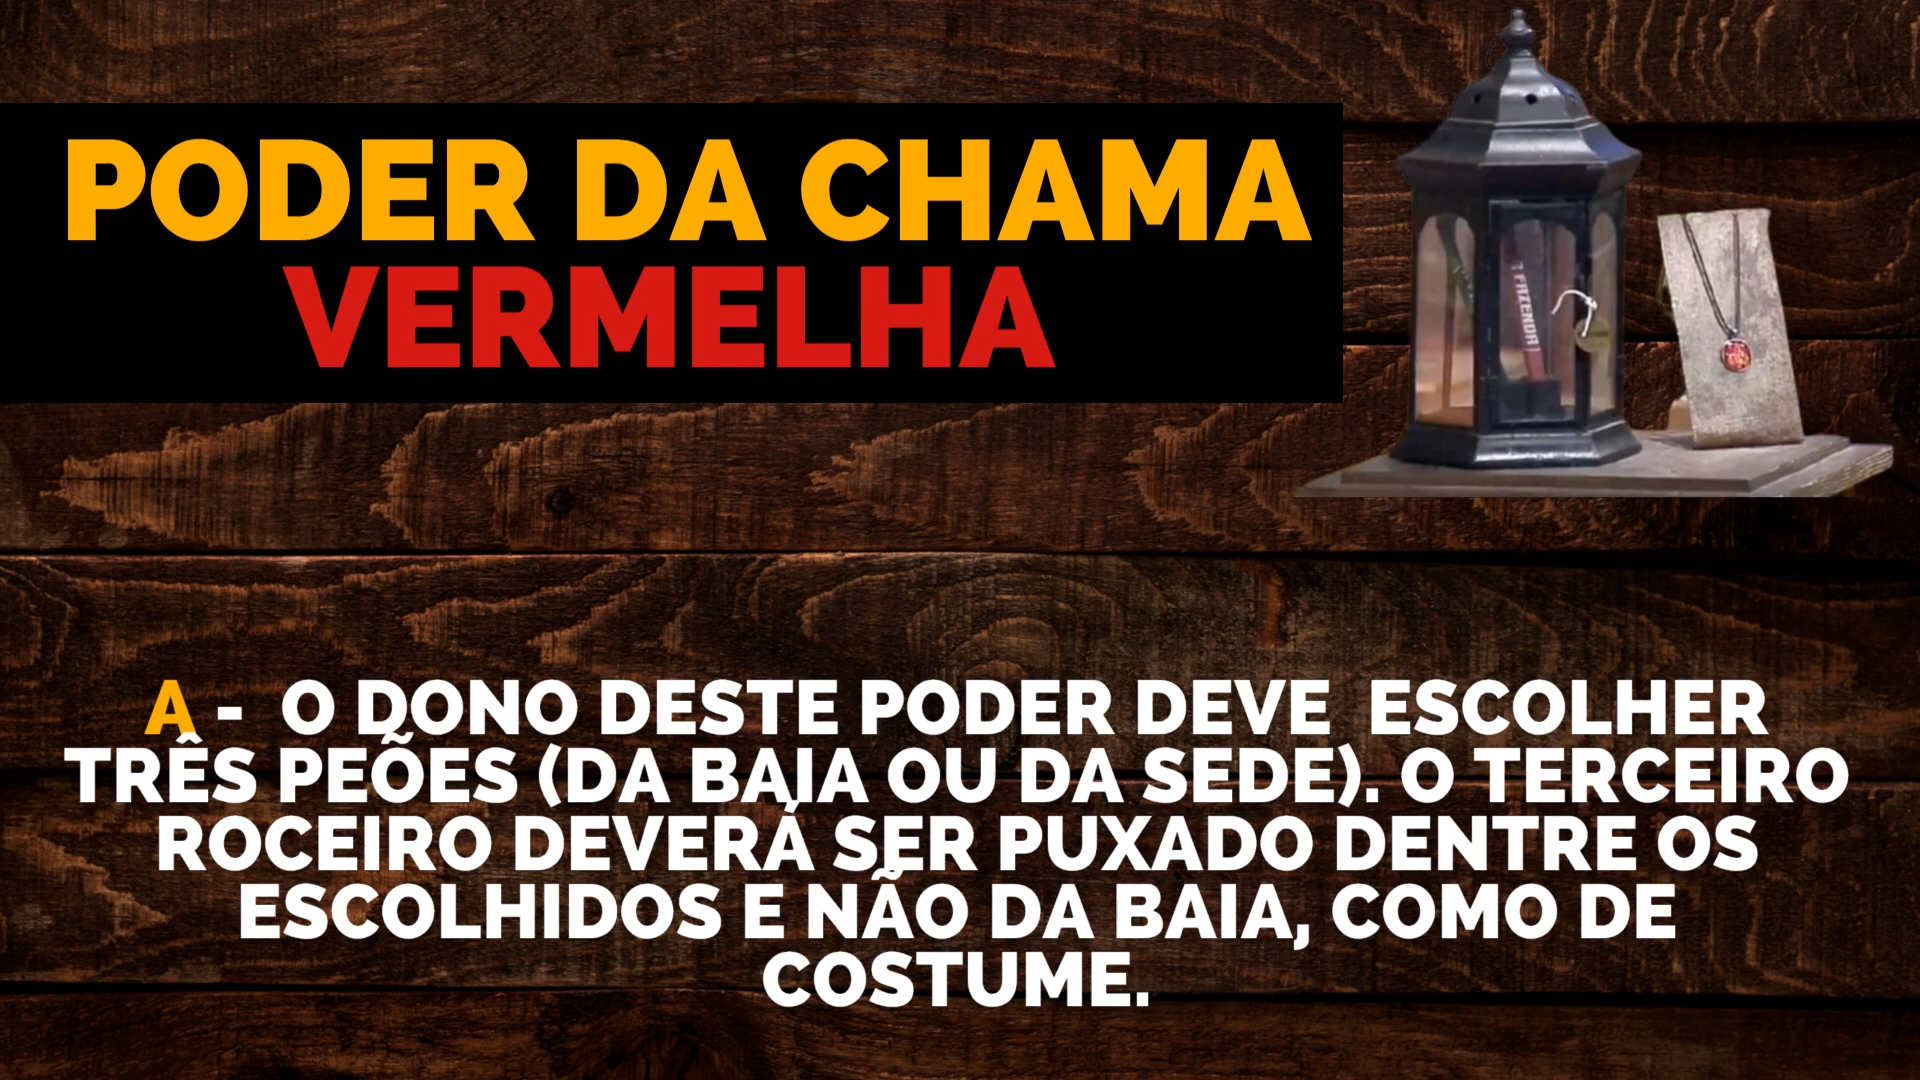 PODER DA CHAMA
VERMELHA
A FAZENDA
A - O DONO DESTE PODER DEVE ESCOLHER
TRÊS PEÕES (DA BAIA OU DA SEDE). O TERCEIRO
ROCEIRO DEVERÁ SER PUXADO DENTRE OS
ESCOLHIDOS E NÃO DA BAIA, COMO DE
COSTUME.